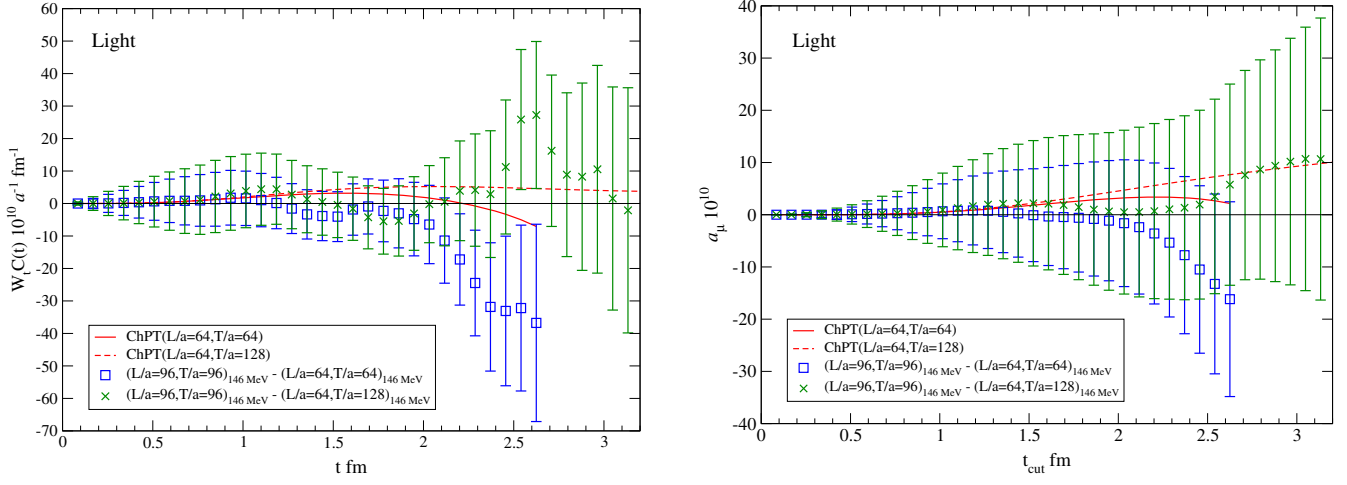 Light
W_t C(t) 10^10 a^-1 fm^-1
60
50
40
30
20
10
0
-10
-20
-30
-40
-50
-60
-70
ChPT(L/a=64,T/a=64)
ChPT(L/a=64,T/a=128)
(L/a=96,T/a=96)_146 MeV - (L/a=64,T/a=64)_146 MeV
(L/a=96,T/a=96)_146 MeV - (L/a=64,T/a=128)_146 MeV
0 0.5 1 1.5 2 2.5 3
t fm
Light
a_μ 10^10
40
30
20
10
0
-10
-20
-30
-40
ChPT(L/a=64,T/a=64)
ChPT(L/a=64,T/a=128)
(L/a=96,T/a=96)_146 MeV - (L/a=64,T/a=64)_146 MeV
(L/a=96,T/a=96)_146 MeV - (L/a=64,T/a=128)_146 MeV
0 0.5 1 1.5 2 2.5 3
t_cut fm